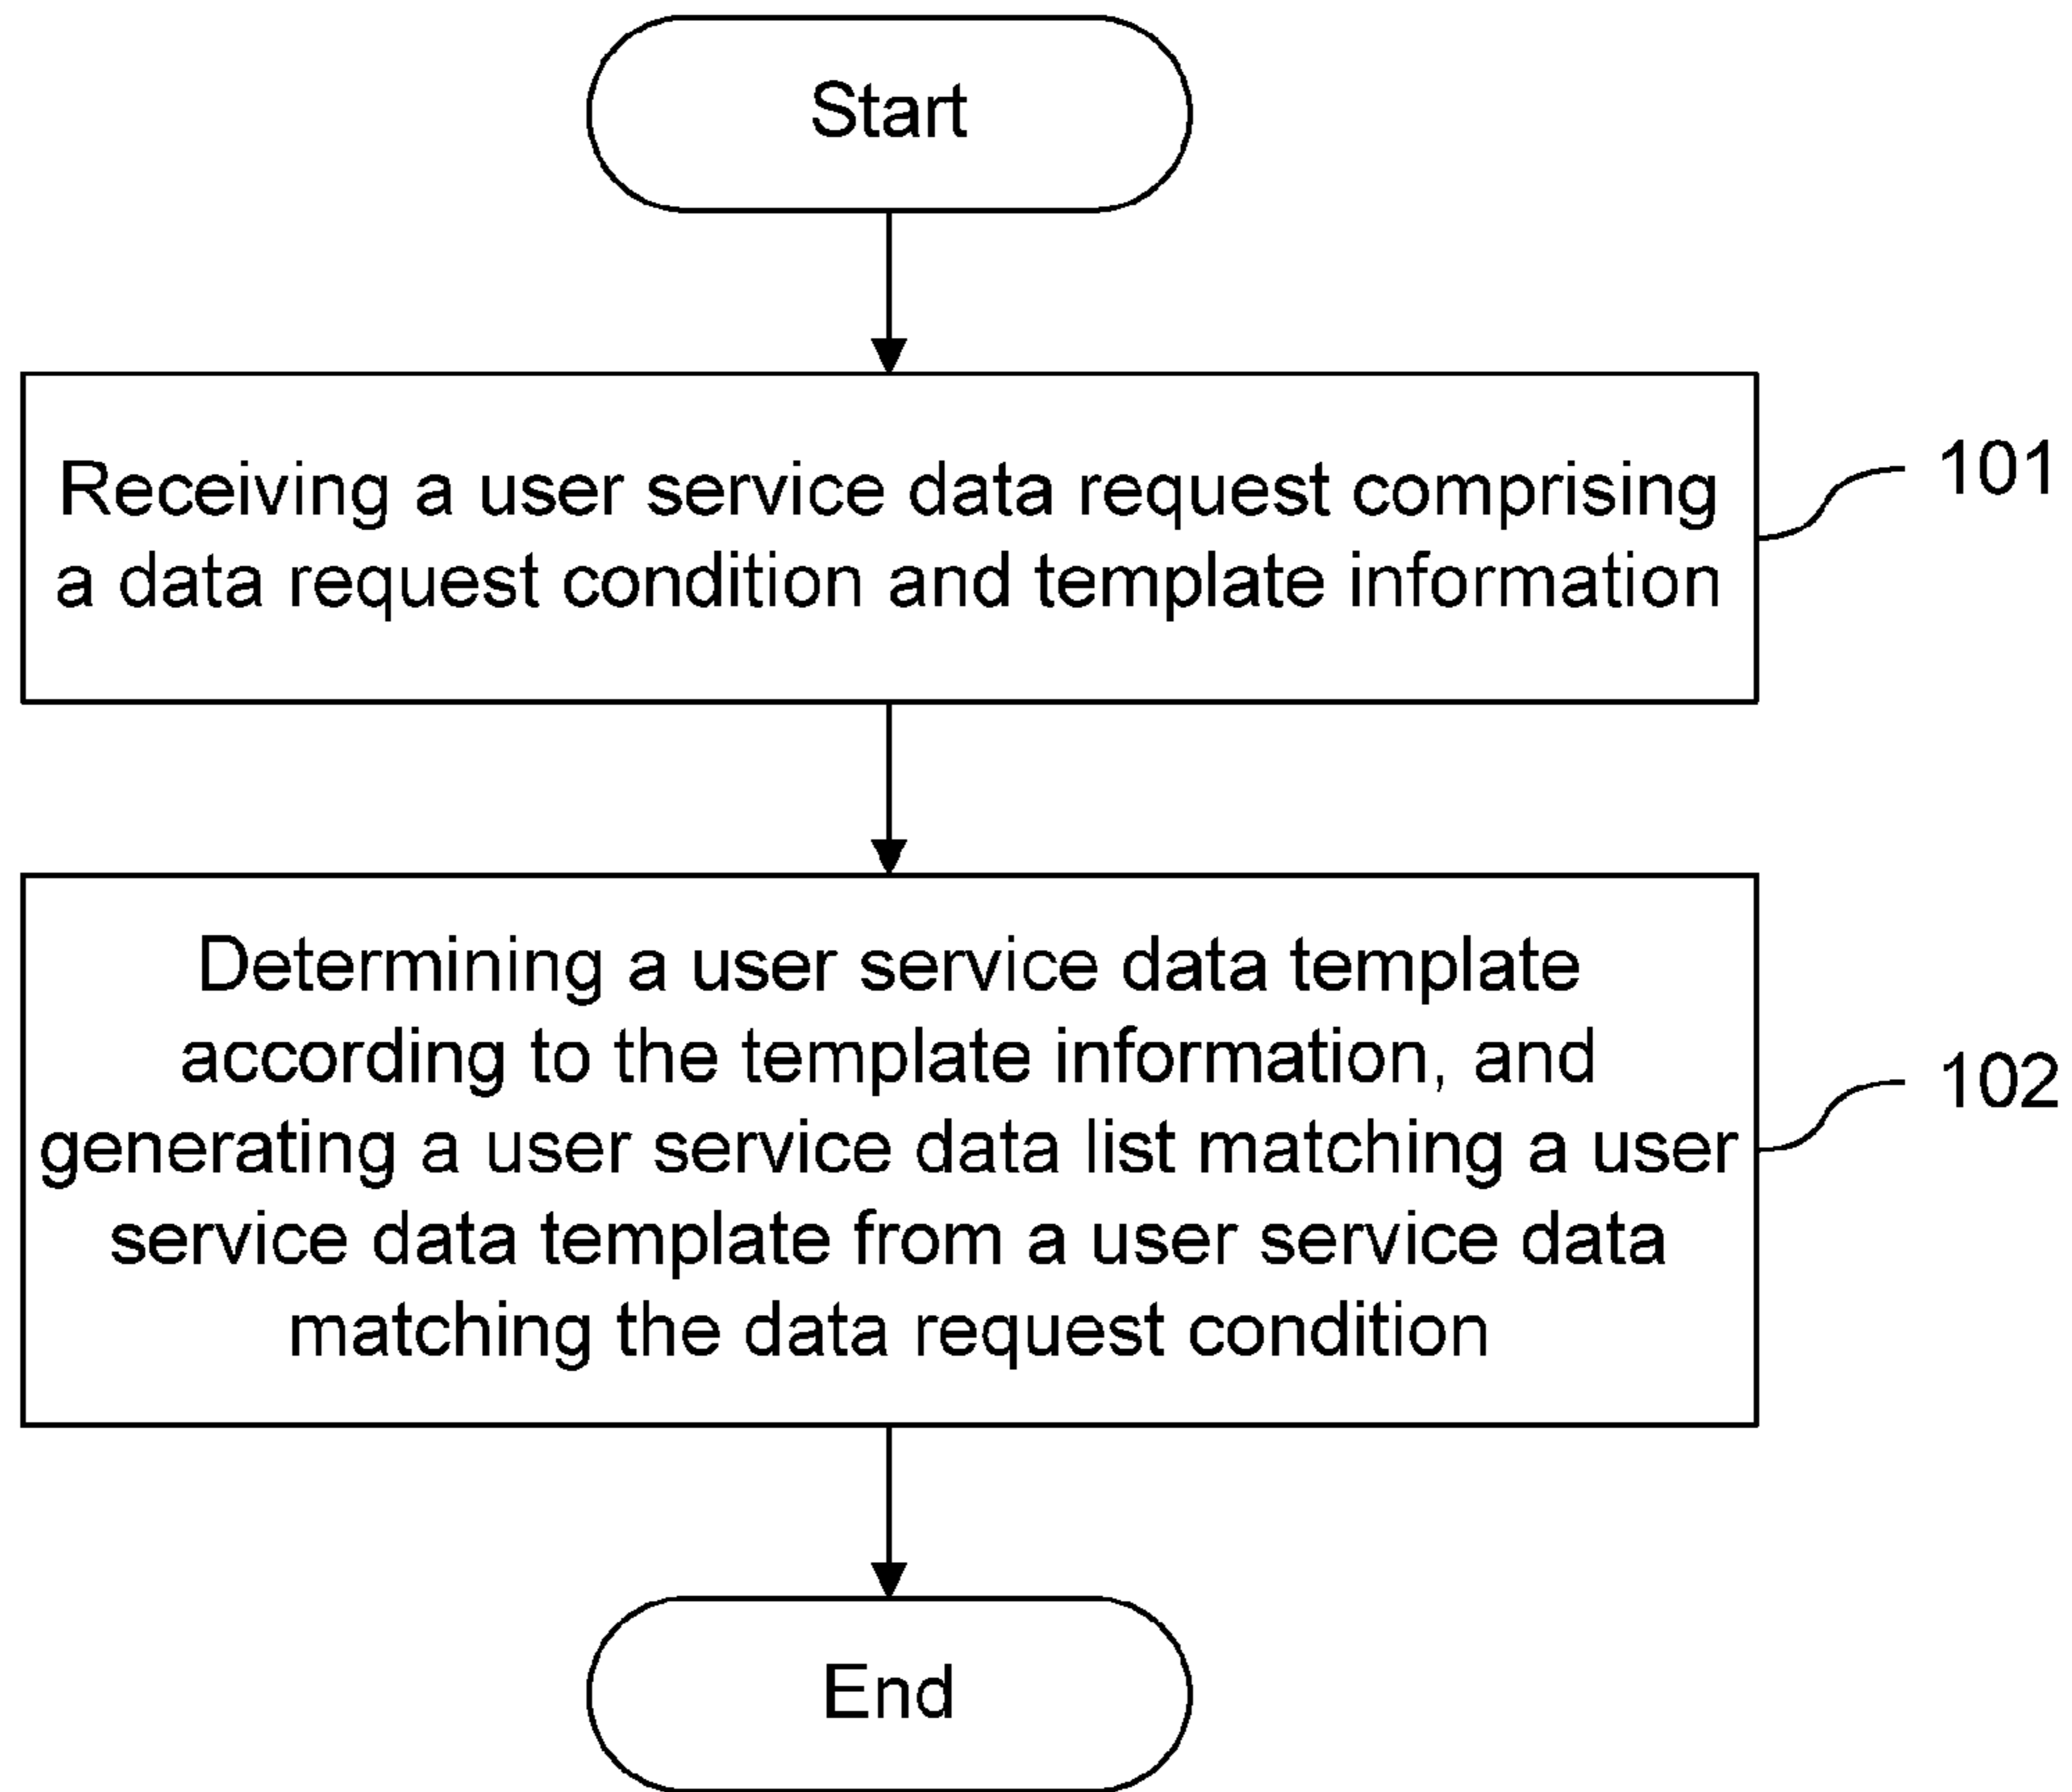 Start
Receiving a user service data request comprising
a data request condition and template information
101
Determining a user service data template
according to the template information, and
generating a user service data list matching a user
service data template from a user service data
matching the data request condition
102
End